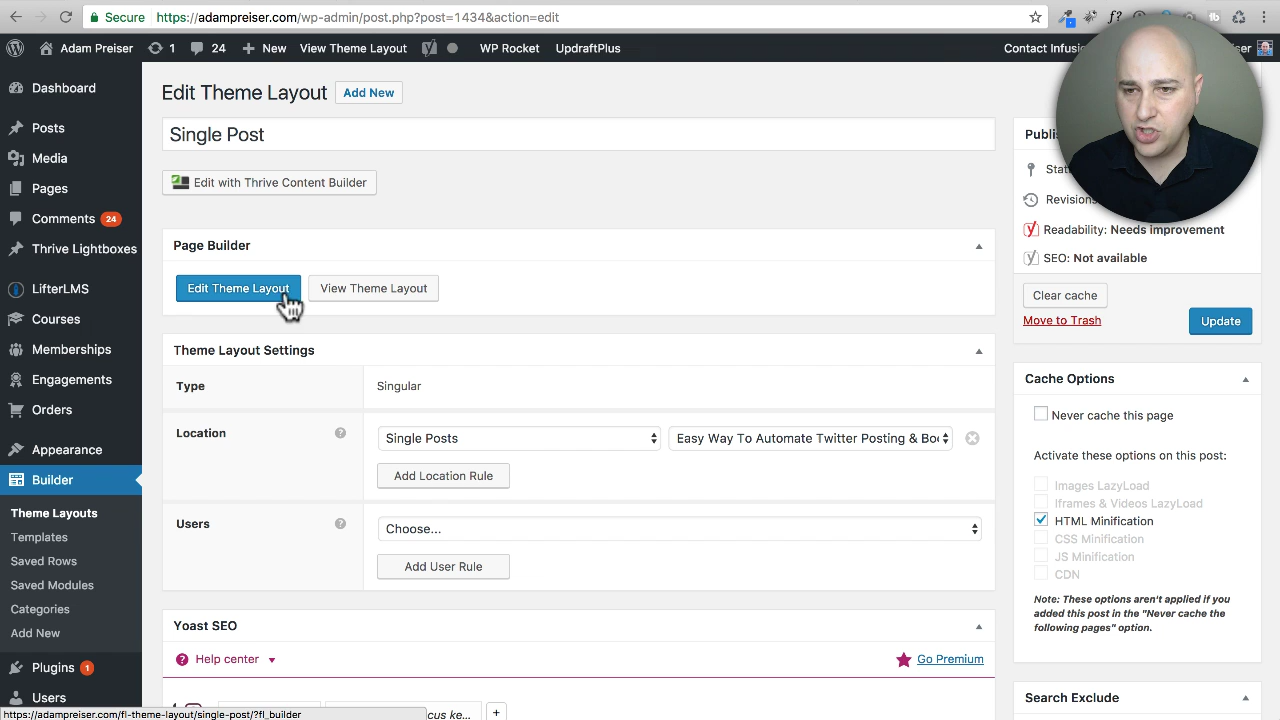 Secure https://adampreiser.com/wp-admin/post.php?post=1434&action=edit
Adam Preiser 1 24 New View Theme Layout WP Rocket UpdraftPlus Contact
Edit Theme Layout Add New
Single Post
Edit with Thrive Content Builder
Page Builder
Edit Theme Layout View Theme Layout
Theme Layout Settings
Type Singular
Location Single Posts Easy Way To Automate Twitter Posting &
Add Location Rule
Users Choose...
Add User Rule
Yoast SEO
Help center Go Premium
Dashboard
Posts
Media
Pages
Comments 24
Thrive Lightboxes
LifterLMS
Courses
Memberships
Engagements
Orders
Appearance
Builder
Theme Layouts
Templates
Saved Rows
Saved Modules
Categories
Add New
Plugins 1
Users
Readability: Needs improvement
SEO: Not available
Clear cache
Move to Trash
Update
Cache Options
Never cache this page
Activate these options on this post:
Images LazyLoad
Iframes & Videos LazyLoad
HTML Minification
CSS Minification
JS Minification
CDN
Note: These options aren't applied if you
added this post in the "Never cache the
following pages" option.
Search Exclude
https://adampreiser.com/fl-theme-layout/single-post/?fl_builder